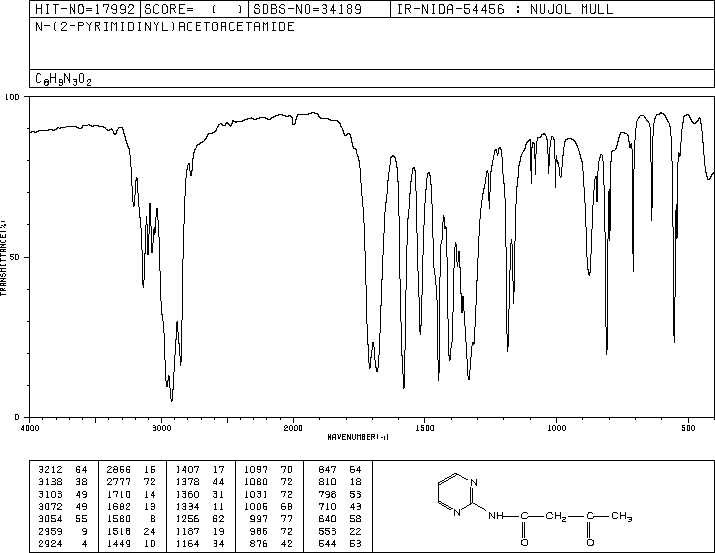 HIT-NO=17992 SCORE= ( ) SDBS-NO=34189 IR-NIDA-54456 : NUJOL MULL
N-(2-PYRIMIDINYL)ACETOACETAMIDE
C8H9N3O2
100
50
0
TRANSMITTANCE(%)
4000 3000 2000 1500 1000 500
WAVENUMBER(-1)
3212 64 2866 15 1407 17 1097 70 847 64
3138 38 2777 72 1378 44 1080 72 810 18
3103 49 1710 14 1360 31 1031 72 798 53
3072 49 1682 13 1334 11 1006 68 710 43
3054 55 1580 8 1256 62 997 77 640 58
2959 9 1518 24 1187 19 986 72 553 22
2924 4 1449 10 1164 34 876 42 544 53
N
N
NH C CH2 C CH3
O O